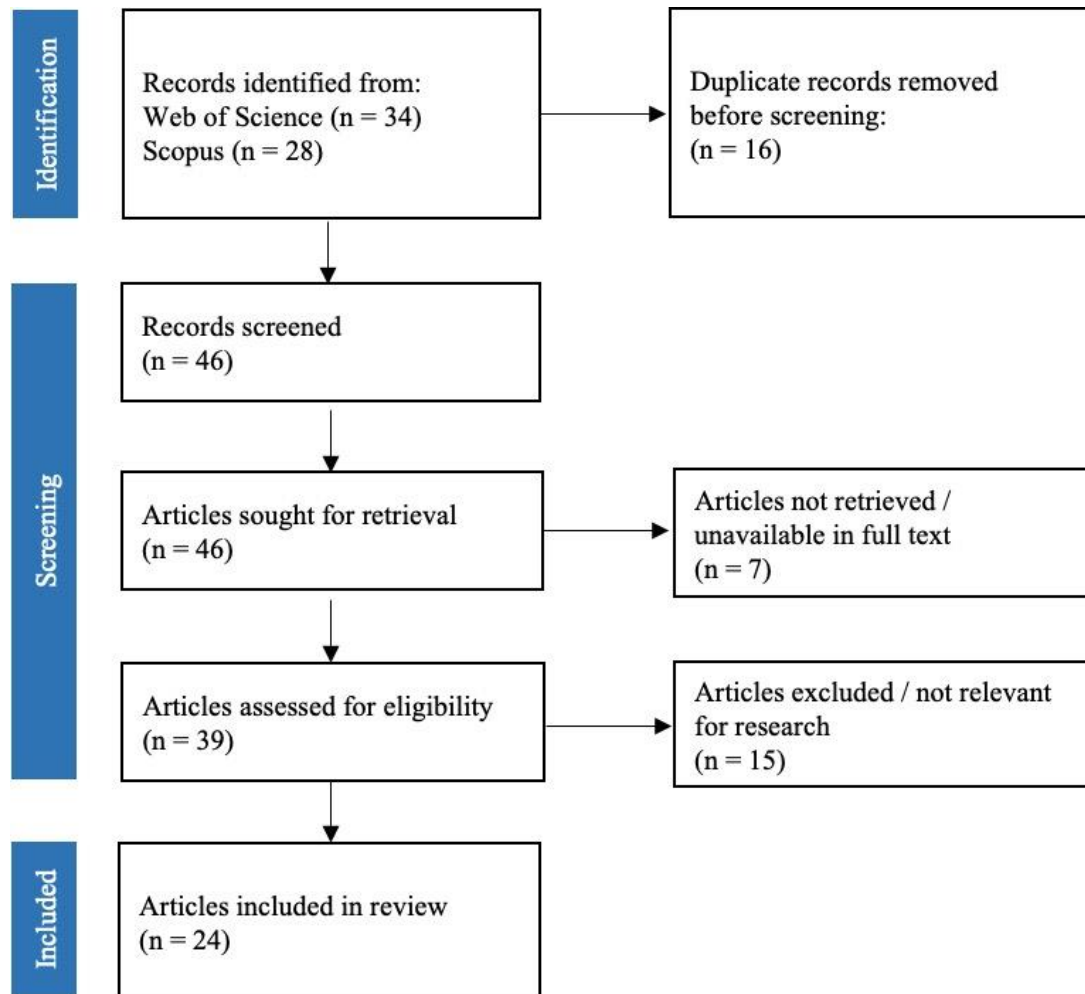 Identification
Records identified from:
Web of Science (n = 34)
Scopus (n = 28)
Duplicate records removed
before screening:
(n = 16)
Screening
Records screened
(n = 46)
Articles sought for retrieval
(n = 46)
Articles not retrieved /
unavailable in full text
(n = 7)
Articles assessed for eligibility
(n = 39)
Articles excluded / not relevant
for research
(n = 15)
Included
Articles included in review
(n = 24)